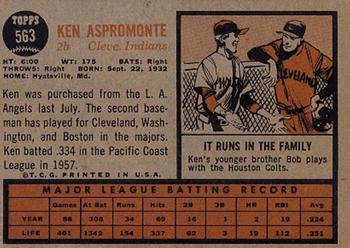 TOPPS
563
KEN ASPROMONTE
2b Cleve. Indians
HT: 6:00 WT: 175 BATS: Right
THROWS: Right BORN: Sept. 22, 1932
HOME: Hyatsville, Md.
Ken was purchased from the L. A.
Angels last July. The second base-
man has played for Cleveland, Wash-
ington, and Boston in the majors.
Ken batted .334 in the Pacific Coast
League in 1957.
©T.C.G. PRINTED IN U.S.A.
CLEVELAND
IT RUNS IN THE FAMILY
Ken's younger brother Bob plays
with the Houston Colts.
MAJOR LEAGUE BATTING RECORD
Games At Bat Runs Hits 2B 3B HR RBI Avg.
YEAR 88 308 34 69 16 1 2 19 .224
LIFE 401 1342 154 337 62 3 17 112 .251